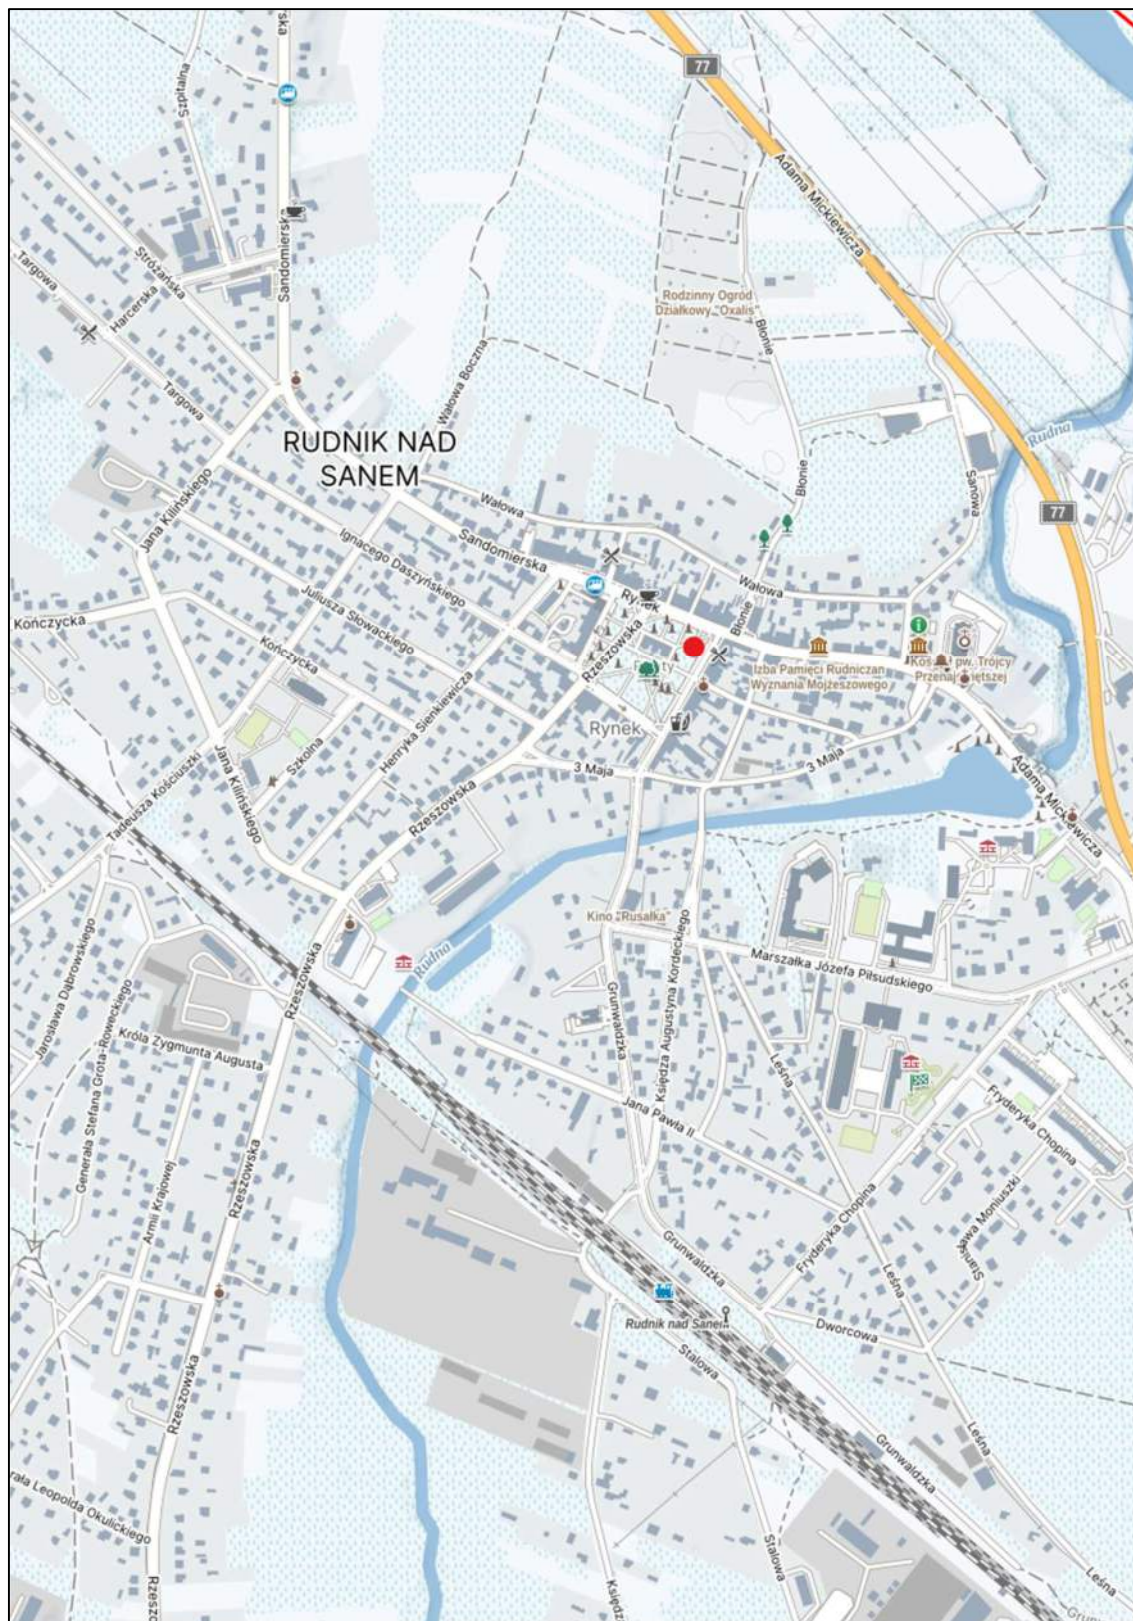 77
Szpitalna
Adama Mickiewicza
Sandomierska
Stróżańska
Targowa
Harcerska
Rodzinny Ogród
Działkowy "Oxalis"
Błonie
Wałowa Boczna
Targowa
RUDNIK NAD
SANEM
Rudna
Jana Kilińskiego
Błonie
Sanowa
Wałowa
77
Ignacego Daszyńskiego
Sandomierska
Juliusza Słowackiego
Wałowa
Rynek
Kończycka
Błonie
Kończycka
Rzeszowska
Izba Pamięci Rudniczan
Wyznania Mojżeszowego
Przenajświętszej
Henryka Sienkiewicza
Rynek
Szkolna
3 Maja
3 Maja
Jana Kilińskiego
Tadeusza Kościuszki
Rzeszowska
Adama Mickiewicza
Kino "Rusałka"
Rudna
Marszałka Józefa Piłsudskiego
Jarosława Dąbrowskiego
Rzeszowska
Grunwaldzka
Księdza Augustyna Kordeckiego
Generała Stefana Grota-Roweckiego
Króla Zygmunta Augusta
Leśna
Jana Pawła II
Fryderyka Chopina
Armii Krajowej
Rzeszowska
Fryderyka Chopina
Stanisława Moniuszki
Grunwaldzka
Leśna
Rudnik nad Sanem
Dworcowa
Stalowa
Rzeszowska
Leśna
Grunwaldzka
rała Leopolda Okulickiego
Stalowa
Leśna